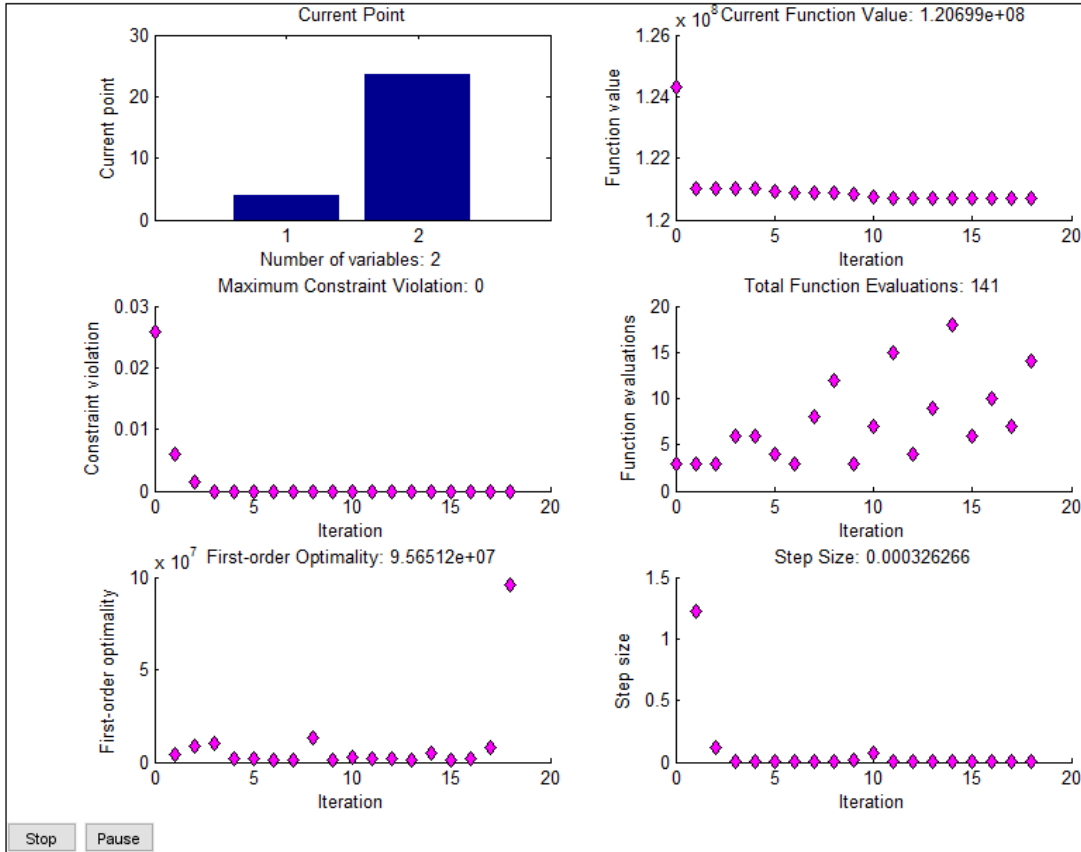 Current Point
30
20
10
0
Current point
1 2
Number of variables: 2
x 10^8 Current Function Value: 1.20699e+08
1.26
1.24
1.22
1.2
Function value
0 5 10 15 20
Iteration
Maximum Constraint Violation: 0
0.03
0.02
0.01
0
Constraint violation
0 5 10 15 20
Iteration
Total Function Evaluations: 141
20
15
10
5
0
Function evaluations
0 5 10 15 20
Iteration
x 10^7 First-order Optimality: 9.56512e+07
10
5
0
First-order optimality
0 5 10 15 20
Iteration
Step Size: 0.000326266
1.5
1
0.5
0
Step size
0 5 10 15 20
Iteration
Stop Pause